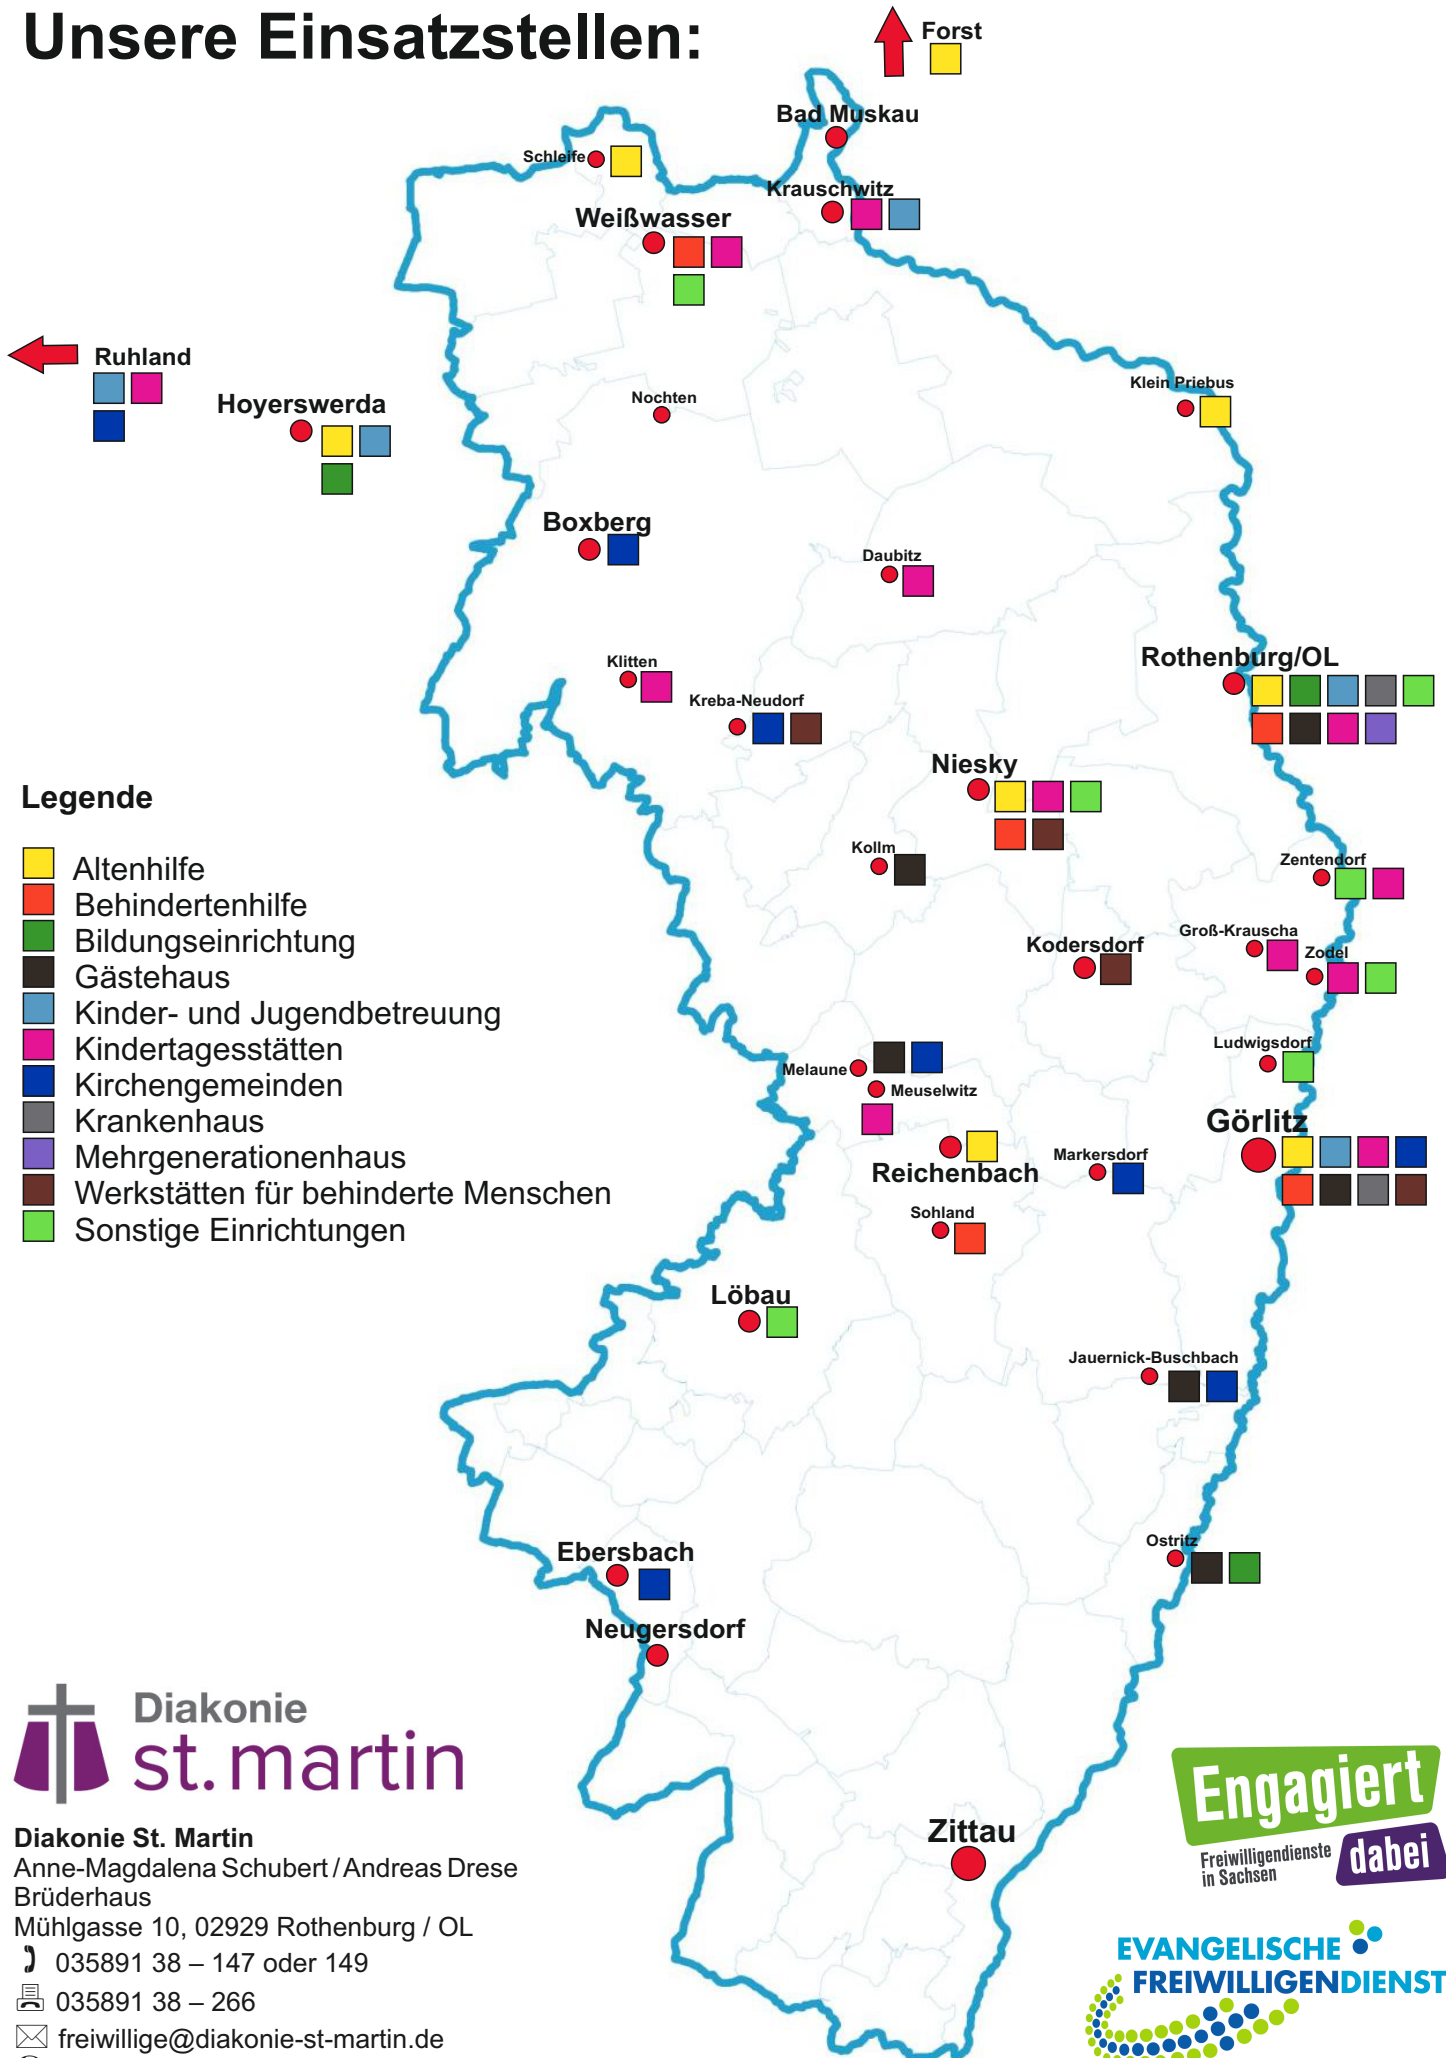 Unsere Einsatzstellen:
Forst
Bad Muskau
Schleife
Krauschwitz
Weißwasser
Ruhland
Klein Priebus
Nochten
Hoyerswerda
Boxberg
Daubitz
Rothenburg/OL
Klitten
Kreba-Neudorf
Niesky
Legende
Kollm
Zentendorf
Altenhilfe
Behindertenhilfe
Bildungseinrichtung
Gästehaus
Kinder- und Jugendbetreuung
Kindertagesstätten
Kirchengemeinden
Krankenhaus
Mehrgenerationenhaus
Werkstätten für behinderte Menschen
Sonstige Einrichtungen
Groß-Krauscha
Kodersdorf
Zodel
Ludwigsdorf
Melaune
Meuselwitz
Görlitz
Markersdorf
Reichenbach
Sohland
Löbau
Jauernick-Buschbach
Ostritz
Ebersbach
Neugersdorf
Zittau
Diakonie
st.martin
Diakonie St. Martin
Anne-Magdalena Schubert / Andreas Drese
Brüderhaus
Mühlgasse 10, 02929 Rothenburg / OL
035891 38 – 147 oder 149
035891 38 – 266
freiwillige@diakonie-st-martin.de
Engagiert
dabei
Freiwilligendienste
in Sachsen
EVANGELISCHE
FREIWILLIGENDIENST